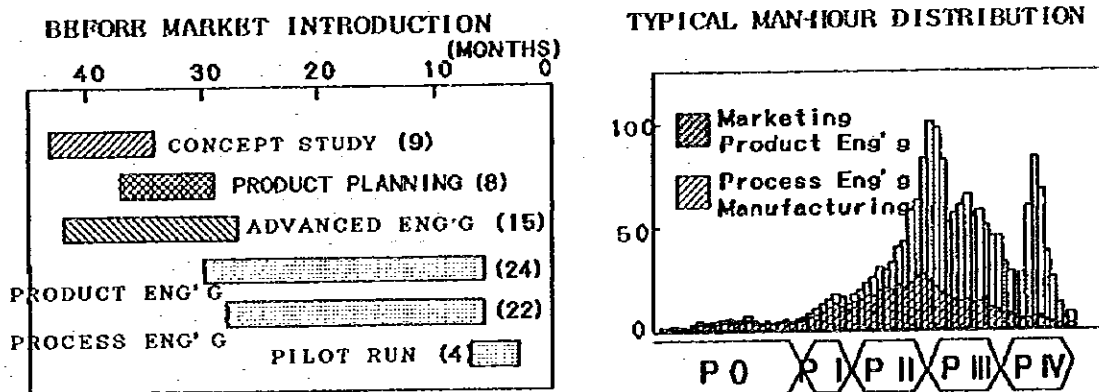 BEFORE MARKET INTRODUCTION
(MONTHS)
40 30 20 10 0
CONCEPT STUDY (9)
PRODUCT PLANNING (8)
ADVANCED ENG'G (15)
(24)
PRODUCT ENG'G
(22)
PROCESS ENG'G
PILOT RUN (4)
TYPICAL MAN-HOUR DISTRIBUTION
100
50
0
Marketing
Product Eng'g
Process Eng'g
Manufacturing
P 0 P I P II P III P IV